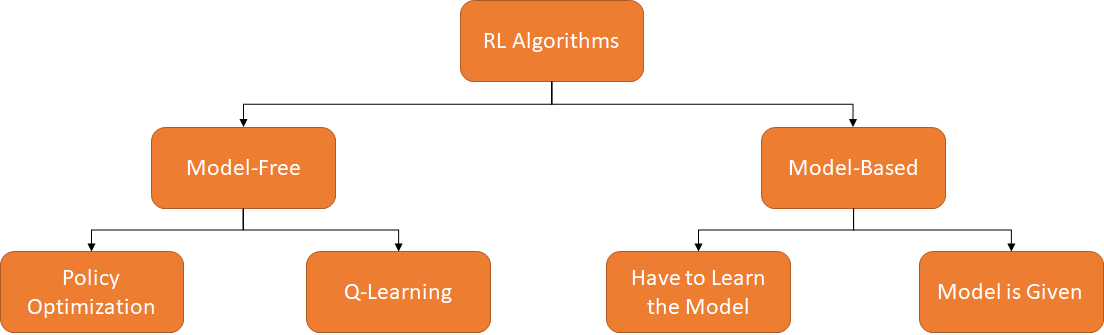 RL Algorithms
Model-Free
Model-Based
Policy
Optimization
Q-Learning
Have to Learn
the Model
Model is Given